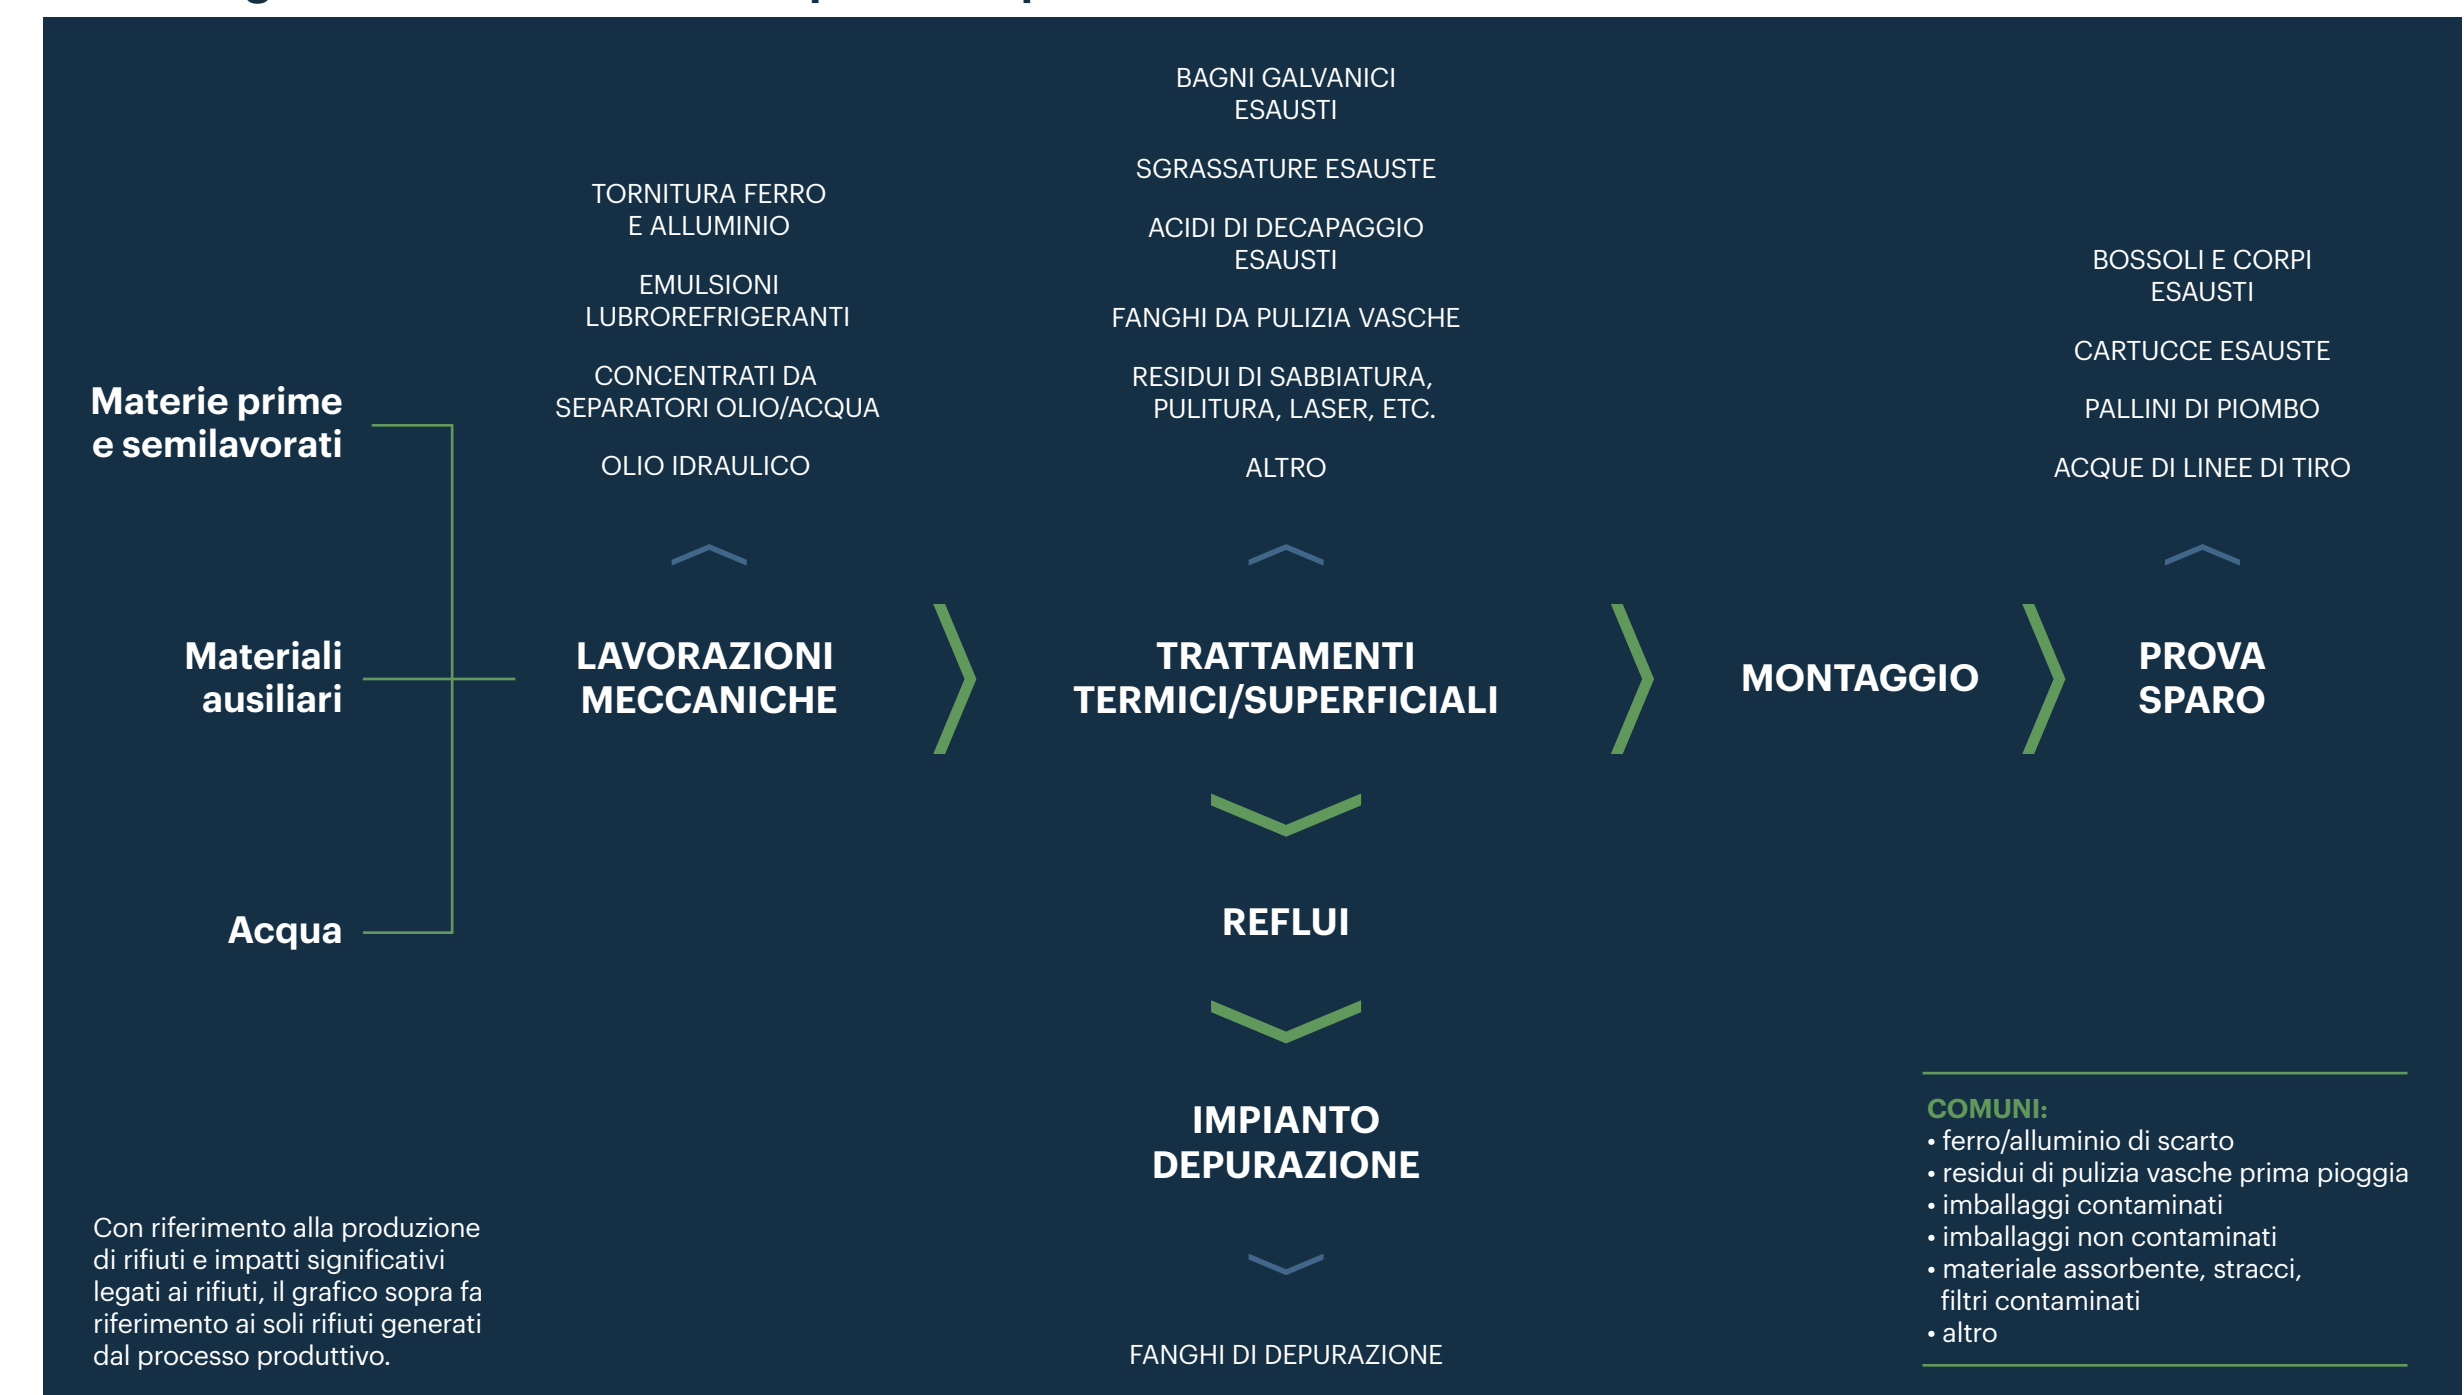 Materie prime
e semilavorati
Materiali
ausiliari
Acqua
TORNITURA FERRO
E ALLUMINIO
EMULSIONI
LUBROREFRIGERANTI
CONCENTRATI DA
SEPARATORI OLIO/ACQUA
OLIO IDRAULICO
LAVORAZIONI
MECCANICHE
BAGNI GALVANICI
ESAUSTI
SGRASSATURE ESAUSTE
ACIDI DI DECAPAGGIO
ESAUSTI
FANGHI DA PULIZIA VASCHE
RESIDUI DI SABBIATURA,
PULITURA, LASER, ETC.
ALTRO
TRATTAMENTI
TERMICI/SUPERFICIALI
REFLUI
IMPIANTO
DEPURAZIONE
FANGHI DI DEPURAZIONE
MONTAGGIO
BOSSOLI E CORPI
ESAUSTI
CARTUCCE ESAUSTE
PALLINI DI PIOMBO
ACQUE DI LINEE DI TIRO
PROVA
SPARO
Con riferimento alla produzione
di rifiuti e impatti significativi
legati ai rifiuti, il grafico sopra fa
riferimento ai soli rifiuti generati
dal processo produttivo.
COMUNI:
• ferro/alluminio di scarto
• residui di pulizia vasche prima pioggia
• imballaggi contaminati
• imballaggi non contaminati
• materiale assorbente, stracci,
filtri contaminati
• altro